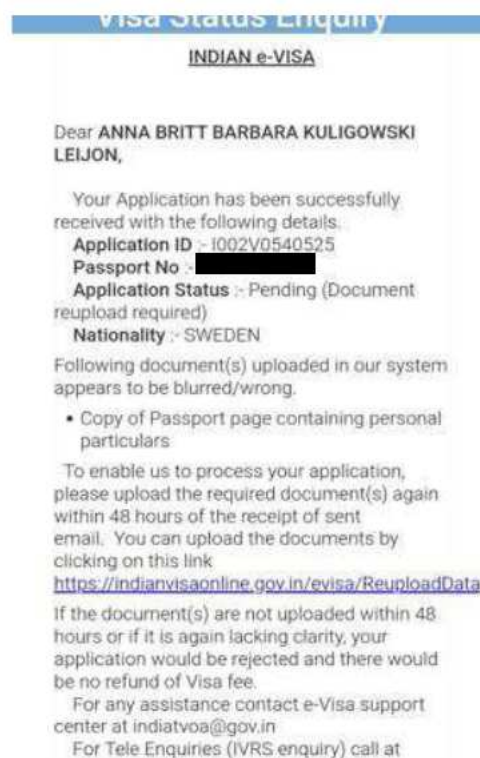 Visa Status Enquiry
INDIAN e-VISA
Dear ANNA BRITT BARBARA KULIGOWSKI
LEIJON,
Your Application has been successfully
received with the following details.
Application ID :- I002V0540525
Passport No :-
Application Status :- Pending (Document
reupload required)
Nationality :- SWEDEN
Following document(s) uploaded in our system
appears to be blurred/wrong.
• Copy of Passport page containing personal
particulars
To enable us to process your application,
please upload the required document(s) again
within 48 hours of the receipt of sent
email. You can upload the documents by
clicking on this link
https://indianvisaonline.gov.in/evisa/ReuploadData
If the document(s) are not uploaded within 48
hours or if it is again lacking clarity, your
application would be rejected and there would
be no refund of Visa fee.
For any assistance contact e-Visa support
center at indiatvoa@gov.in
For Tele Enquiries (IVRS enquiry) call at